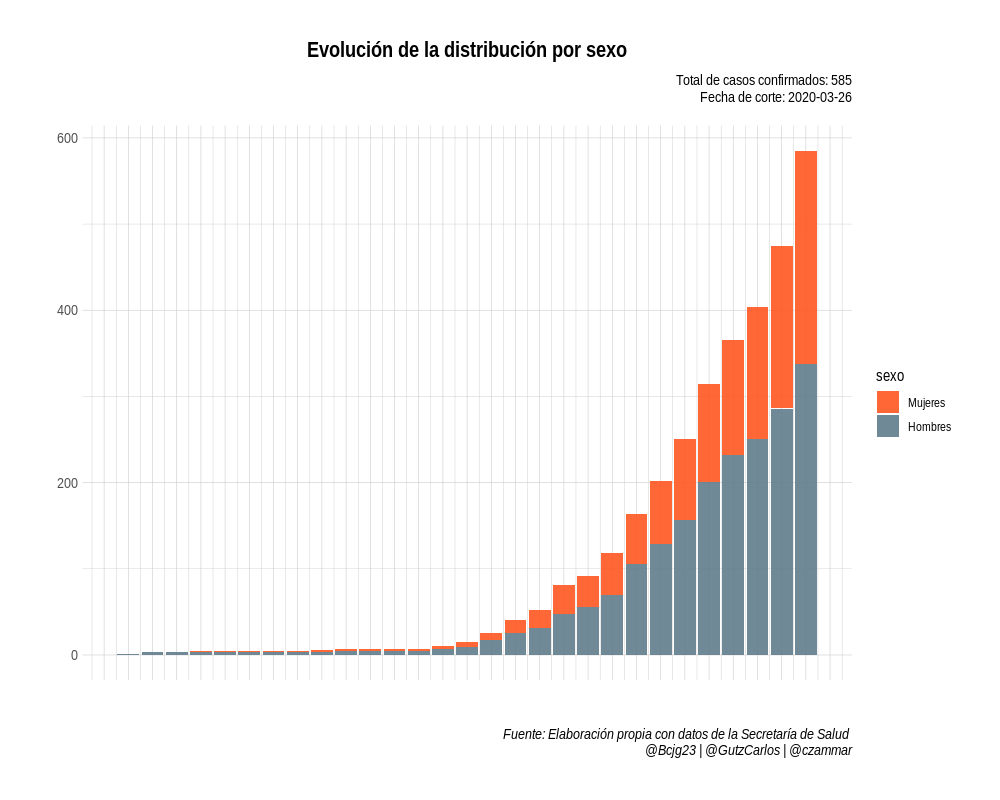 Evolución de la distribución por sexo
Total de casos confirmados: 585
Fecha de corte: 2020-03-26
600
400
200
0
sexo
Mujeres
Hombres
Fuente: Elaboración propia con datos de la Secretaría de Salud
@Bcjg23 | @GutzCarlos | @czammar